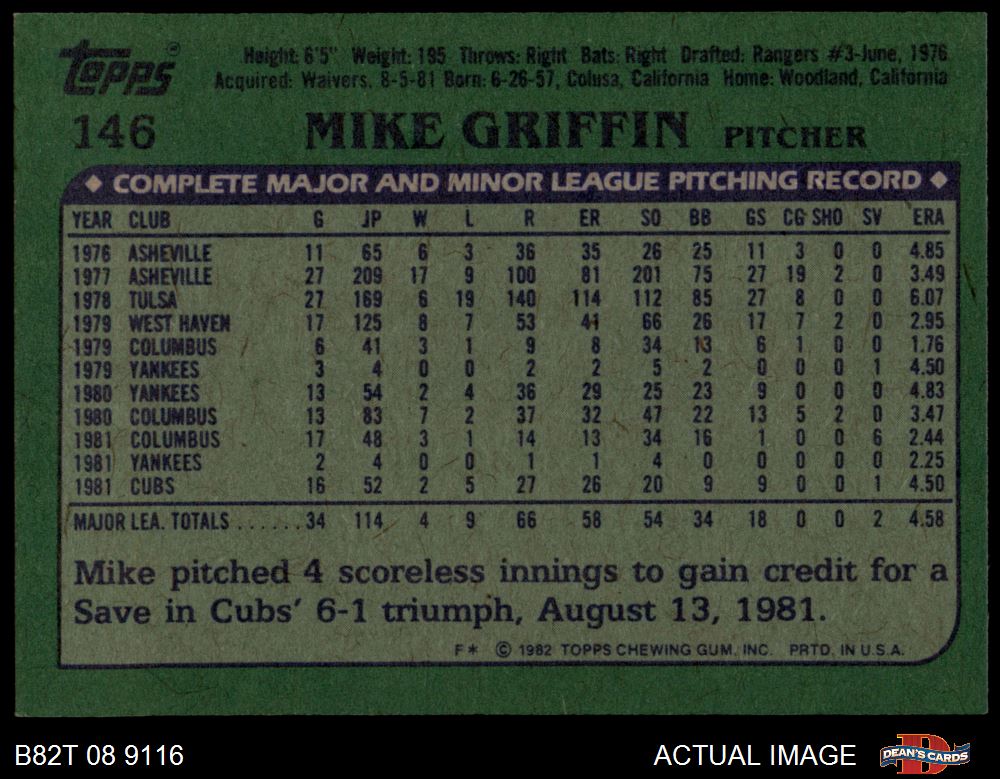 topps®
Height: 6'5" Weight: 195 Throws: Right Bats: Right Drafted: Rangers #3-June, 1976
Acquired: Waivers. 8-5-81 Born: 6-26-57, Colusa, California Home: Woodland, California
146 MIKE GRIFFIN PITCHER
◆ COMPLETE MAJOR AND MINOR LEAGUE PITCHING RECORD ◆
YEAR CLUB G JP W L R ER SO BB GS CG SHO SV ERA
1976 ASHEVILLE 11 65 6 3 36 35 26 25 11 3 0 0 4.85
1977 ASHEVILLE 27 209 17 9 100 81 201 75 27 19 2 0 3.49
1978 TULSA 27 169 6 19 140 114 112 85 27 8 0 0 6.07
1979 WEST HAVEN 17 125 8 7 53 41 66 26 17 7 2 0 2.95
1979 COLUMBUS 6 41 3 1 9 8 34 13 6 1 0 0 1.76
1979 YANKEES 3 4 0 0 2 2 5 2 0 0 0 1 4.50
1980 YANKEES 13 54 2 4 36 29 25 23 9 0 0 0 4.83
1980 COLUMBUS 13 83 7 2 37 32 47 22 13 5 2 0 3.47
1981 COLUMBUS 17 48 3 1 14 13 34 16 1 0 0 6 2.44
1981 YANKEES 2 4 0 0 1 1 4 0 0 0 0 0 2.25
1981 CUBS 16 52 2 5 27 26 20 9 9 0 0 1 4.50
MAJOR LEA. TOTALS ......34 114 4 9 66 58 54 34 18 0 0 2 4.58
Mike pitched 4 scoreless innings to gain credit for a
Save in Cubs' 6-1 triumph, August 13, 1981.
F* © 1982 TOPPS CHEWING GUM, INC. PRTD. IN U.S.A.
B82T 08 9116 ACTUAL IMAGE DEAN'S CARDS